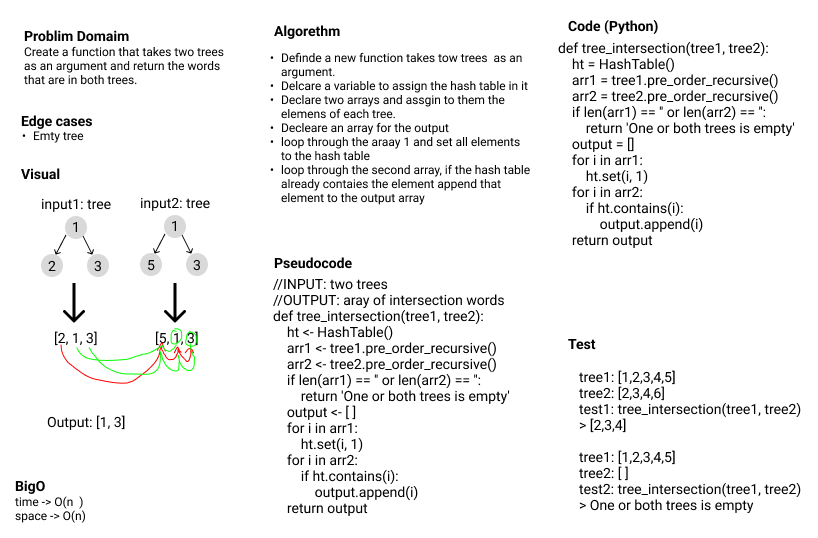 Problim Domaim
Create a function that takes two trees
as an argument and return the words
that are in both trees.
Edge cases
• Emty tree
Visual
input1: tree
input2: tree
1
2
3
1
5
3
[2, 1, 3]
[5,1, 3]
Output: [1, 3]
BigO
time -> O(n )
space -> O(n)
Algorethm
• Definde a new function takes tow trees as an
argument.
• Delcare a variable to assign the hash table in it
• Declare two arrays and assgin to them the
elemens of each tree.
• Decleare an array for the output
• loop through the araay 1 and set all elements
to the hash table
• loop through the second array, if the hash table
already contaies the element append that
element to the output array
Pseudocode
//INPUT: two trees
//OUTPUT: aray of intersection words
def tree_intersection(tree1, tree2):
ht <- HashTable()
arr1 <- tree1.pre_order_recursive()
arr2 <- tree2.pre_order_recursive()
if len(arr1) == '' or len(arr2) == '':
return 'One or both trees is empty'
output <- [ ]
for i in arr1:
ht.set(i, 1)
for i in arr2:
if ht.contains(i):
output.append(i)
return output
Code (Python)
def tree_intersection(tree1, tree2):
ht = HashTable()
arr1 = tree1.pre_order_recursive()
arr2 = tree2.pre_order_recursive()
if len(arr1) == '' or len(arr2) == '':
return 'One or both trees is empty'
output = []
for i in arr1:
ht.set(i, 1)
for i in arr2:
if ht.contains(i):
output.append(i)
return output
Test
tree1: [1,2,3,4,5]
tree2: [2,3,4,6]
test1: tree_intersection(tree1, tree2)
> [2,3,4]
tree1: [1,2,3,4,5]
tree2: [ ]
test2: tree_intersection(tree1, tree2)
> One or both trees is empty